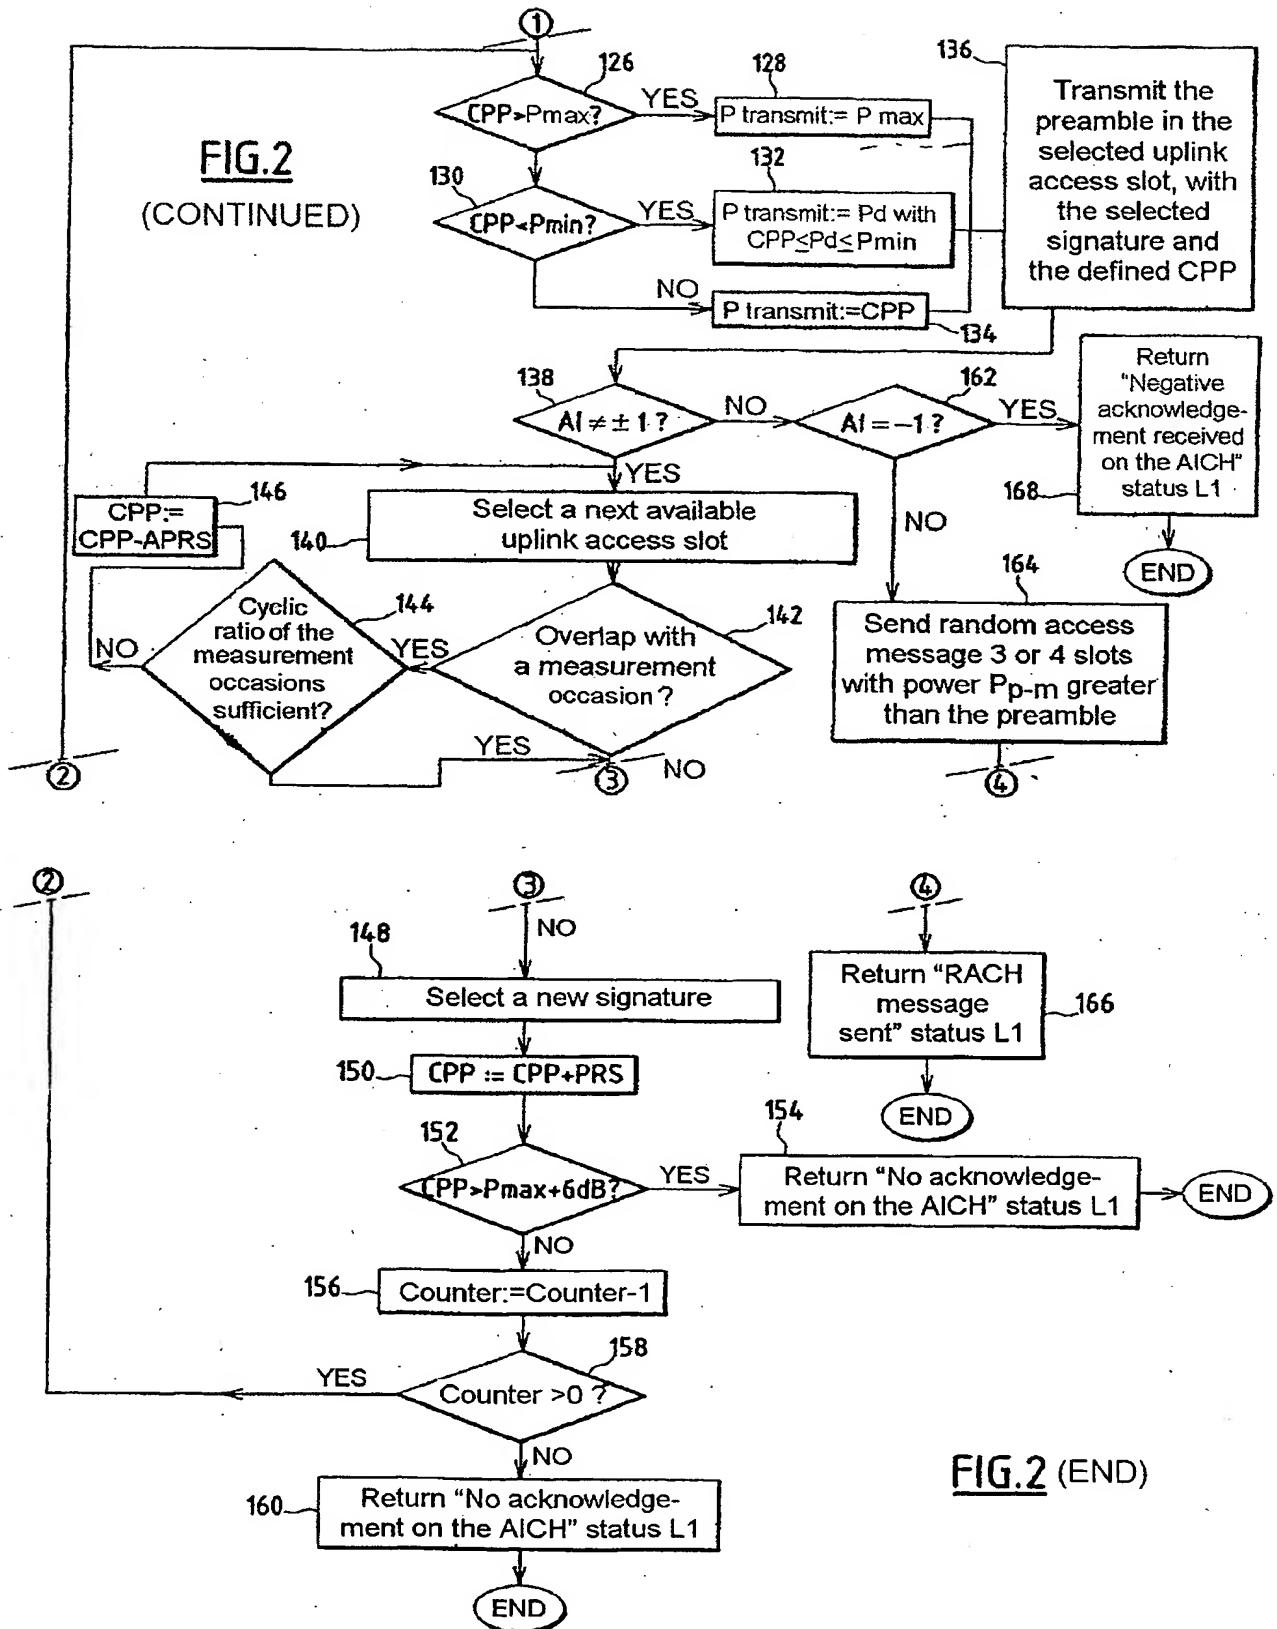 1
126
CPP>Pmax?
YES
128
P transmit:= P max
136
Transmit the
preamble in the
selected uplink
access slot, with
the selected
signature and
the defined CPP
FIG.2
(CONTINUED)
130
CPP<Pmin?
YES
132
P transmit:= Pd with
CPP≤Pd≤Pmin
NO
P transmit:=CPP
134
138
AI ≠ ± 1 ?
NO
162
AI = -1 ?
YES
Return
"Negative
acknowledge-
ment received
on the AICH"
status L1
168
END
YES
146
CPP:=
CPP-APRS
Select a next available
uplink access slot
140
NO
144
Cyclic
ratio of the
measurement
occasions
sufficient?
NO
YES
142
Overlap with
a measurement
occasion ?
164
Send random access
message 3 or 4 slots
with power Pp-m greater
than the preamble
YES
2
3
NO
4
2
3
4
NO
148
Select a new signature
Return "RACH
message
sent" status L1
166
150
CPP := CPP+PRS
END
152
CPP>Pmax+6dB?
YES
154
Return "No acknowledge-
ment on the AICH" status L1
END
NO
156
Counter:=Counter-1
158
YES
Counter >0 ?
NO
160
Return "No acknowledge-
ment on the AICH" status L1
END
FIG.2 (END)